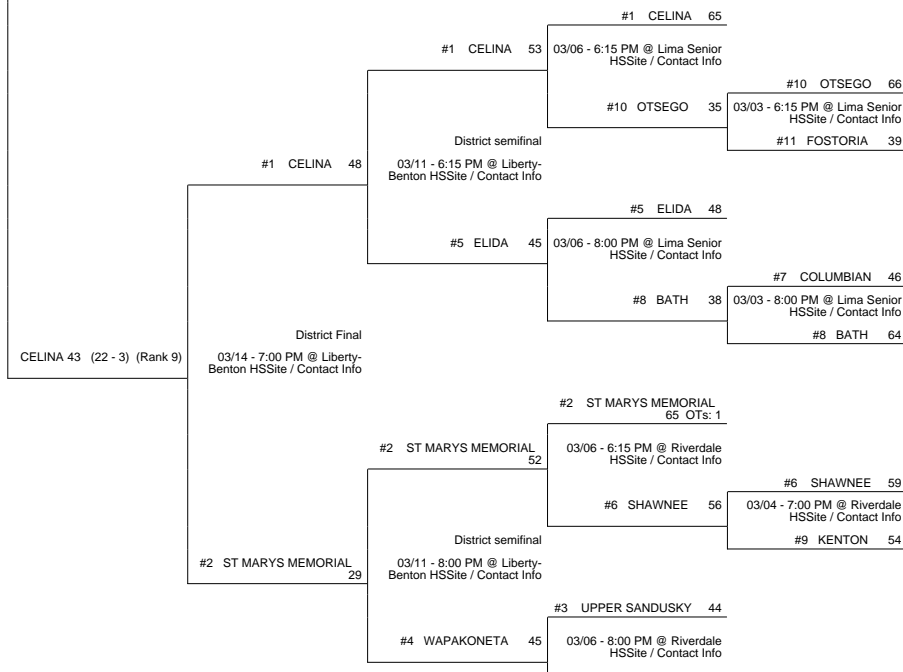 #1 CELINA 65
#1 CELINA 53
03/06 - 6:15 PM @ Lima Senior
HSSite / Contact Info
#10 OTSEGO 66
#10 OTSEGO 35
03/03 - 6:15 PM @ Lima Senior
HSSite / Contact Info
District semifinal
#11 FOSTORIA 39
#1 CELINA 48
03/11 - 6:15 PM @ Liberty-
Benton HSSite / Contact Info
#5 ELIDA 48
#5 ELIDA 45
03/06 - 8:00 PM @ Lima Senior
HSSite / Contact Info
#7 COLUMBIAN 46
#8 BATH 38
03/03 - 8:00 PM @ Lima Senior
HSSite / Contact Info
District Final
#8 BATH 64
CELINA 43 (22 - 3) (Rank 9)
03/14 - 7:00 PM @ Liberty-
Benton HSSite / Contact Info
#2 ST MARYS MEMORIAL
65 OTs: 1
#2 ST MARYS MEMORIAL
52
03/06 - 6:15 PM @ Riverdale
HSSite / Contact Info
#6 SHAWNEE 59
#6 SHAWNEE 56
03/04 - 7:00 PM @ Riverdale
HSSite / Contact Info
District semifinal
#9 KENTON 54
#2 ST MARYS MEMORIAL
29
03/11 - 8:00 PM @ Liberty-
Benton HSSite / Contact Info
#3 UPPER SANDUSKY 44
#4 WAPAKONETA 45
03/06 - 8:00 PM @ Riverdale
HSSite / Contact Info